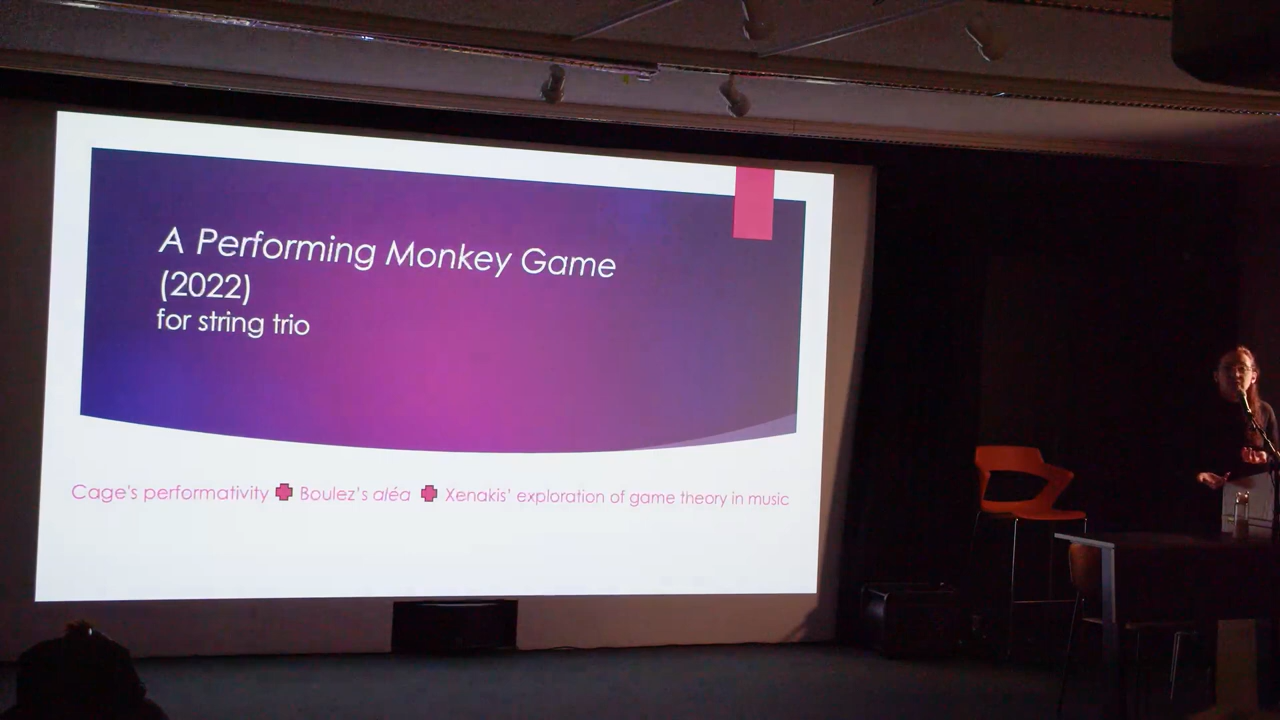 A Performing Monkey Game
(2022)
for string trio
Cage's performativity ✚ Boulez's aléa ✚ Xenakis' exploration of game theory in music